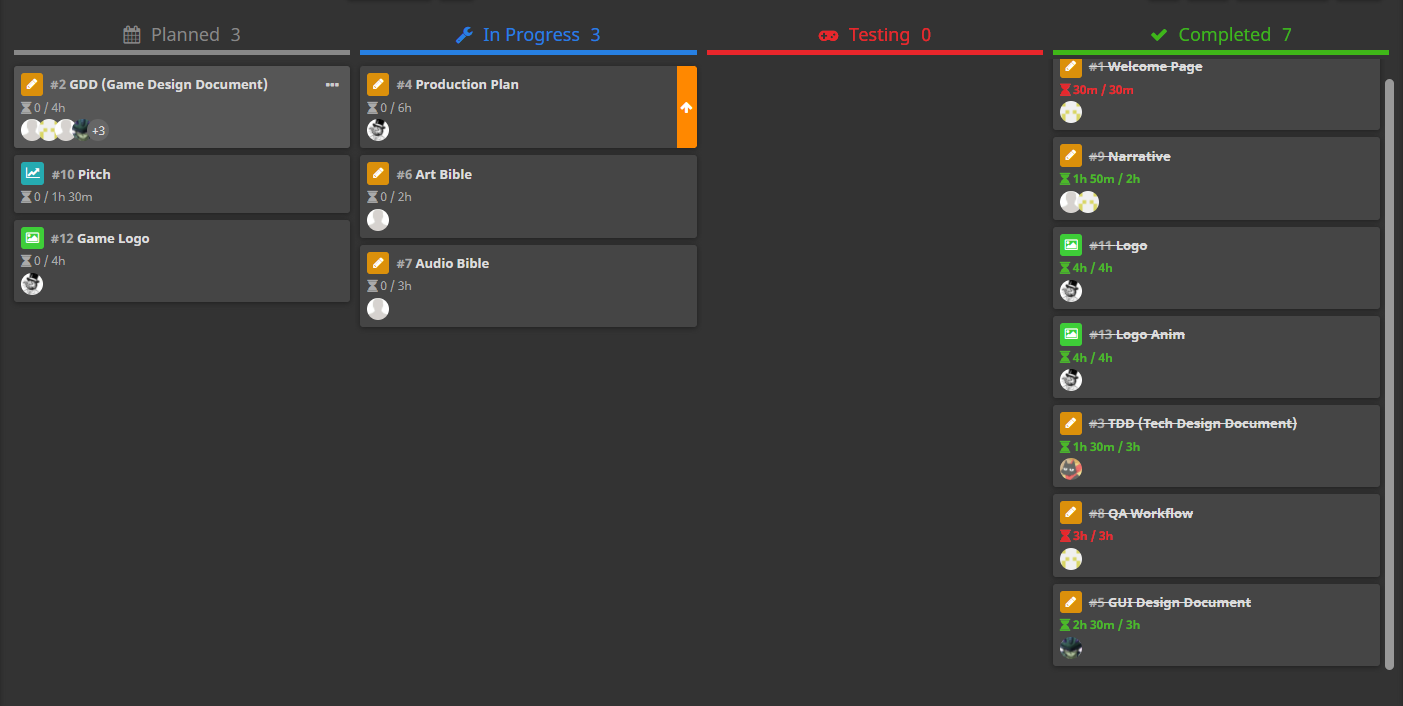 Planned 3
#2 GDD (Game Design Document)
0 / 4h
+3
#10 Pitch
0 / 1h 30m
#12 Game Logo
0 / 4h
In Progress 3
#4 Production Plan
0 / 6h
#6 Art Bible
0 / 2h
#7 Audio Bible
0 / 3h
Testing 0
Completed 7
#1 Welcome Page
30m / 30m
#9 Narrative
1h 50m / 2h
#11 Logo
4h / 4h
#13 Logo Anim
4h / 4h
#3 TDD (Tech Design Document)
1h 30m / 3h
#8 QA Workflow
3h / 3h
#5 GUI Design Document
2h 30m / 3h